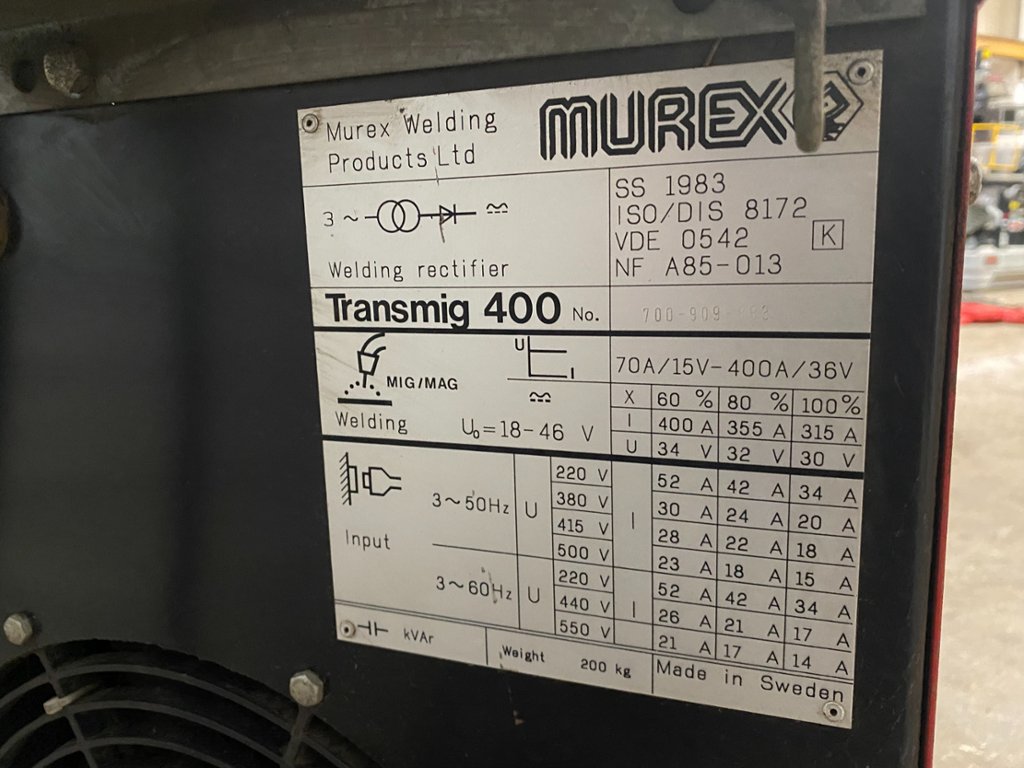 Murex Welding
Products Ltd
MUREX
3 ~
Welding rectifier
SS 1983
ISO/DIS 8172
VDE 0542
NF A85-013
K
Transmig 400 No.
700-909-
MIG/MAG
Welding
U
I
U₀=18-46 V
70A/15V-400A/36V
X 60 % 80 % 100%
I 400 A 355 A 315 A
U 34 V 32 V 30 V
Input
3~50Hz U I
220 V 52 A 42 A 34 A
380 V 30 A 24 A 20 A
415 V 28 A 22 A 18 A
500 V 23 A 18 A 15 A
3~60Hz U I
220 V 52 A 42 A 34 A
440 V 26 A 21 A 17 A
550 V 21 A 17 A 14 A
kVAr
Weight 200 kg
Made in Sweden